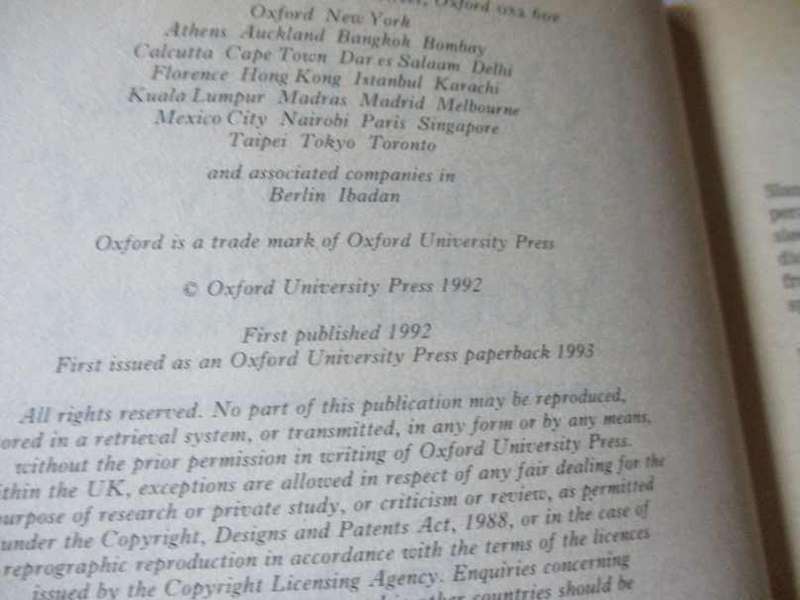 Oxford OX2 6DP
Oxford New York
Athens Auckland Bangkok Bombay
Calcutta Cape Town Dar es Salaam Delhi
Florence Hong Kong Istanbul Karachi
Kuala Lumpur Madras Madrid Melbourne
Mexico City Nairobi Paris Singapore
Taipei Tokyo Toronto
and associated companies in
Berlin Ibadan
Oxford is a trade mark of Oxford University Press
© Oxford University Press 1992
First published 1992
First issued as an Oxford University Press paperback 1993
All rights reserved. No part of this publication may be reproduced,
ored in a retrieval system, or transmitted, in any form or by any means,
without the prior permission in writing of Oxford University Press.
ithin the UK, exceptions are allowed in respect of any fair dealing for the
purpose of research or private study, or criticism or review, as permitted
under the Copyright, Designs and Patents Act, 1988, or in the case of
reprographic reproduction in accordance with the terms of the licences
issued by the Copyright Licensing Agency. Enquiries concerning
other countries should be